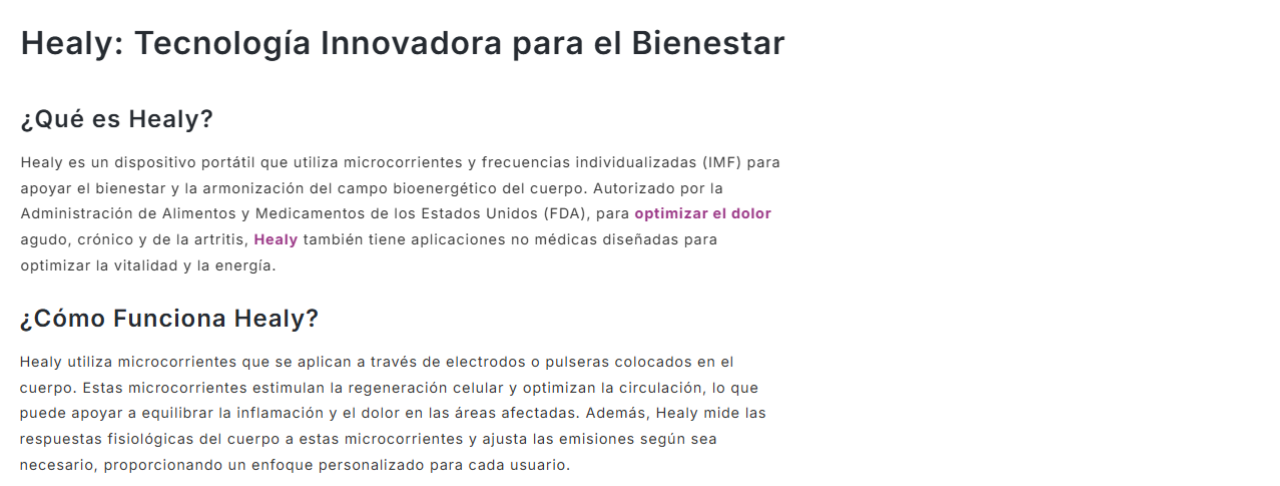 Healy: Tecnología Innovadora para el Bienestar
¿Qué es Healy?
Healy es un dispositivo portátil que utiliza microcorrientes y frecuencias individualizadas (IMF) para
apoyar el bienestar y la armonización del campo bioenergético del cuerpo. Autorizado por la
Administración de Alimentos y Medicamentos de los Estados Unidos (FDA), para optimizar el dolor
agudo, crónico y de la artritis, Healy también tiene aplicaciones no médicas diseñadas para
optimizar la vitalidad y la energía.
¿Cómo Funciona Healy?
Healy utiliza microcorrientes que se aplican a través de electrodos o pulseras colocados en el
cuerpo. Estas microcorrientes estimulan la regeneración celular y optimizan la circulación, lo que
puede apoyar a equilibrar la inflamación y el dolor en las áreas afectadas. Además, Healy mide las
respuestas fisiológicas del cuerpo a estas microcorrientes y ajusta las emisiones según sea
necesario, proporcionando un enfoque personalizado para cada usuario.